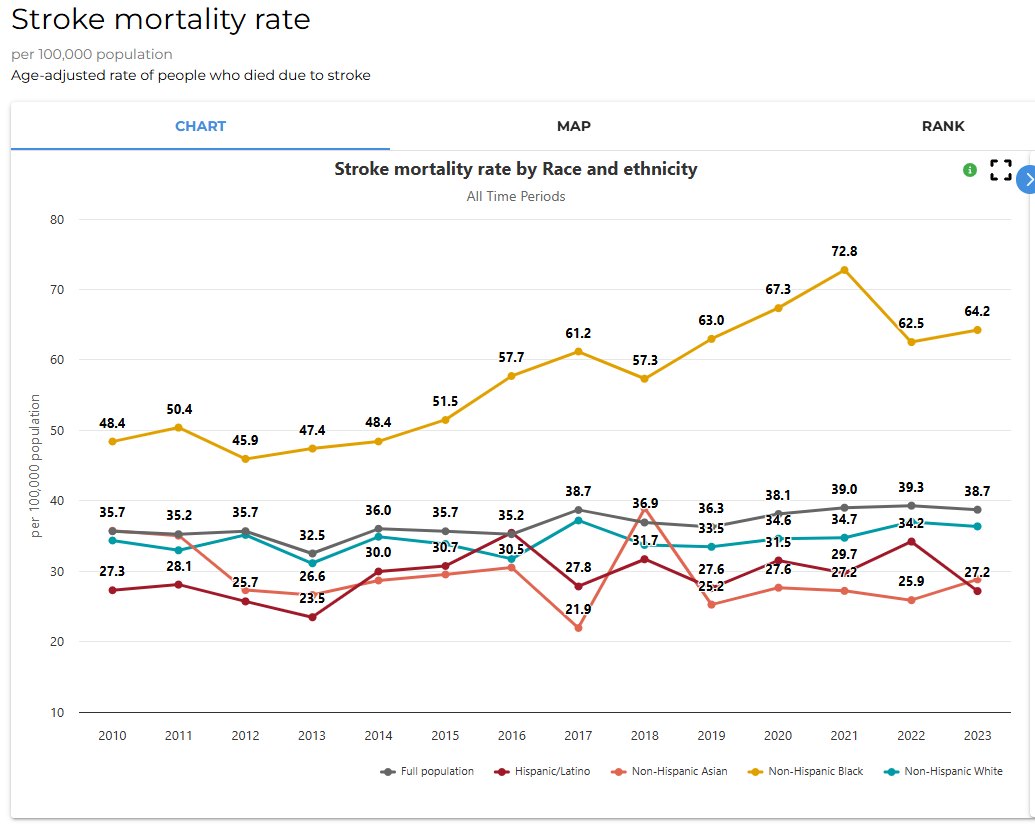 Stroke mortality rate
per 100,000 population
Age-adjusted rate of people who died due to stroke
CHART MAP RANK
Stroke mortality rate by Race and ethnicity
All Time Periods
per 100,000 population
80
70
60
50
40
30
20
10
48.4 50.4 45.9 47.4 48.4 51.5 57.7 61.2 57.3 63.0 67.3 72.8 62.5 64.2
35.7 35.2 35.7 32.5 36.0 35.7 35.2 38.7 36.9 36.3 38.1 39.0 39.3 38.7
33.5 34.6 34.7 34.2
27.3 28.1 25.7 23.5 30.0 30.7 27.8 31.7 27.6 31.5 29.7 27.2
26.6 30.5 21.9 25.2 27.6 27.2 25.9
2010 2011 2012 2013 2014 2015 2016 2017 2018 2019 2020 2021 2022 2023
Full population Hispanic/Latino Non-Hispanic Asian Non-Hispanic Black Non-Hispanic White